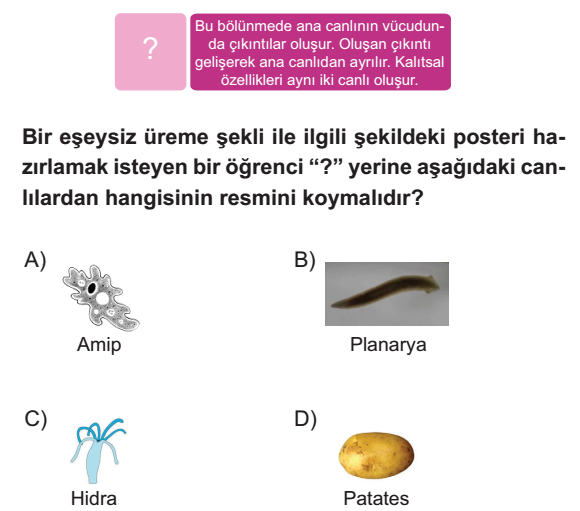 ?
Bu bölünmede ana canlının vücudun-
da çıkıntılar oluşur. Oluşan çıkıntı
gelişerek ana canlıdan ayrılır. Kalıtsal
özellikleri aynı iki canlı oluşur.
Bir eşeysiz üreme şekli ile ilgili şekildeki posteri ha-
zırlamak isteyen bir öğrenci “?” yerine aşağıdaki can-
lılardan hangisinin resmini koymalıdır?
A)
Amip
B)
Planarya
C)
Hidra
D)
Patates